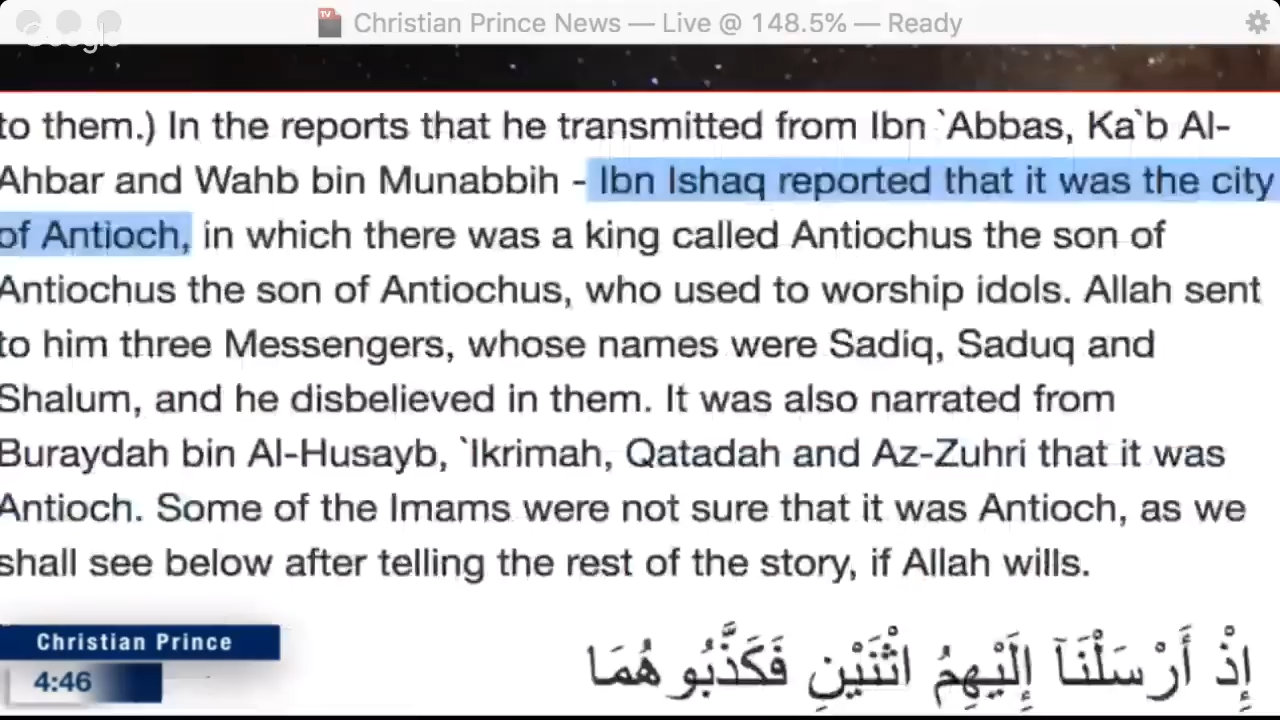 Christian Prince News — Live @ 148.5% — Ready
Google
to them.) In the reports that he transmitted from Ibn `Abbas, Ka`b Al-
Ahbar and Wahb bin Munabbih - Ibn Ishaq reported that it was the city
of Antioch, in which there was a king called Antiochus the son of
Antiochus the son of Antiochus, who used to worship idols. Allah sent
to him three Messengers, whose names were Sadiq, Saduq and
Shalum, and he disbelieved in them. It was also narrated from
Buraydah bin Al-Husayb, `Ikrimah, Qatadah and Az-Zuhri that it was
Antioch. Some of the Imams were not sure that it was Antioch, as we
shall see below after telling the rest of the story, if Allah wills.
إِذْ أَرْسَلْنَآ إِلَيْهِمُ اثْنَيْنِ فَكَذَّبُوهُمَا
Christian Prince
4:46